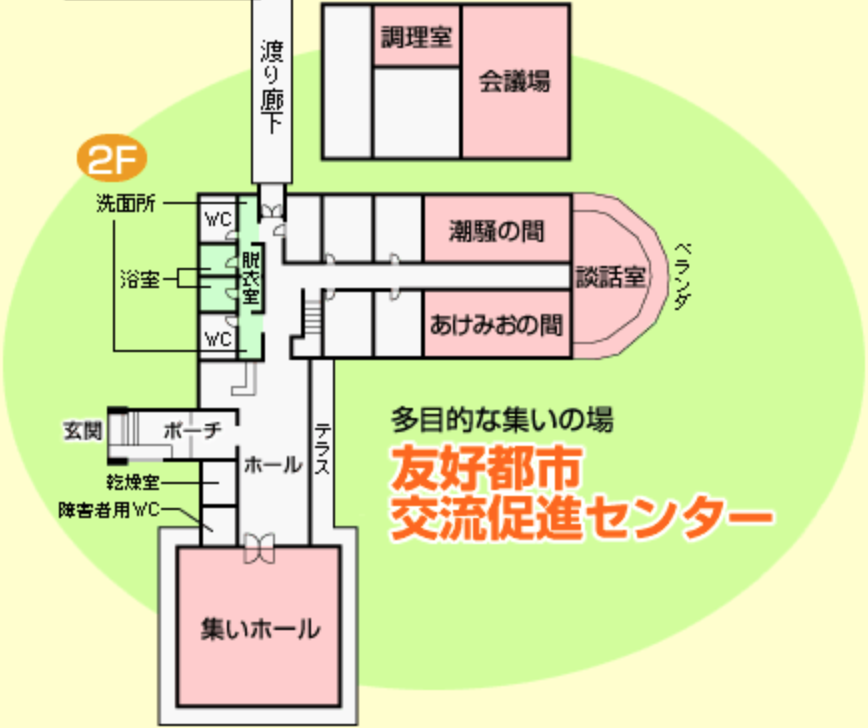 渡り廊下
調理室
会議場
2F
洗面所
WC
浴室
脱衣室
WC
潮騒の間
談話室
ベランダ
あけみおの間
玄関
ポーチ
ホール
テラス
乾燥室
障害者用WC
多目的な集いの場
友好都市
交流促進センター
集いホール